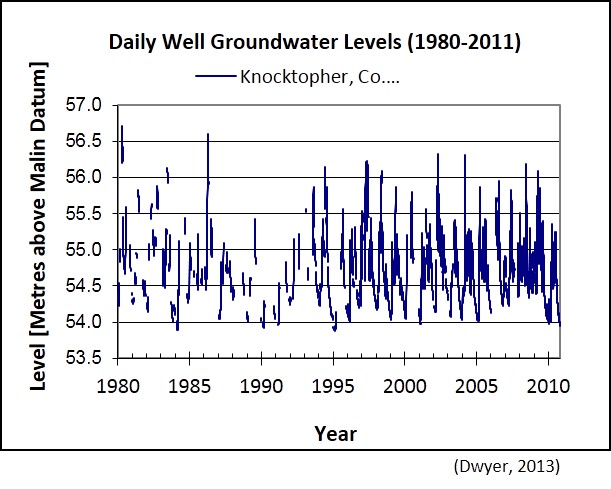 Daily Well Groundwater Levels (1980-2011)
Knocktopher, Co....
Level [Metres above Malin Datum]
57.0
56.5
56.0
55.5
55.0
54.5
54.0
53.5
1980 1985 1990 1995 2000 2005 2010
Year
(Dwyer, 2013)